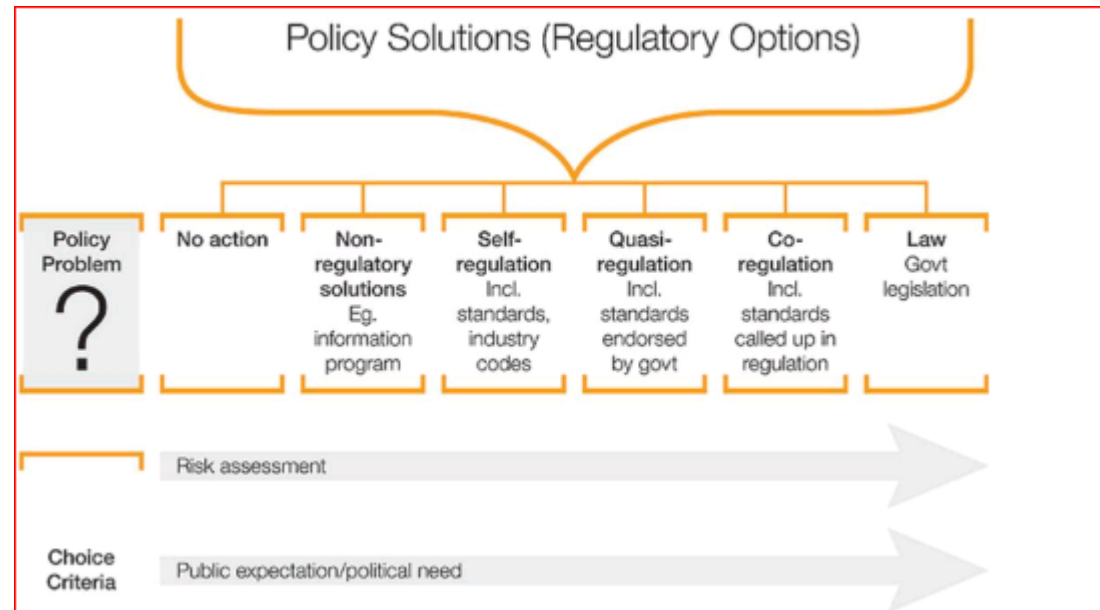 Policy Solutions (Regulatory Options)
Policy
Problem
?
No action
Non-
regulatory
solutions
Eg.
information
program
Self-
regulation
Incl.
standards,
industry
codes
Quasi-
regulation
Incl.
standards
endorsed
by govt
Co-
regulation
Incl.
standards
called up in
regulation
Law
Govt
legislation
Risk assessment
Choice
Criteria
Public expectation/political need